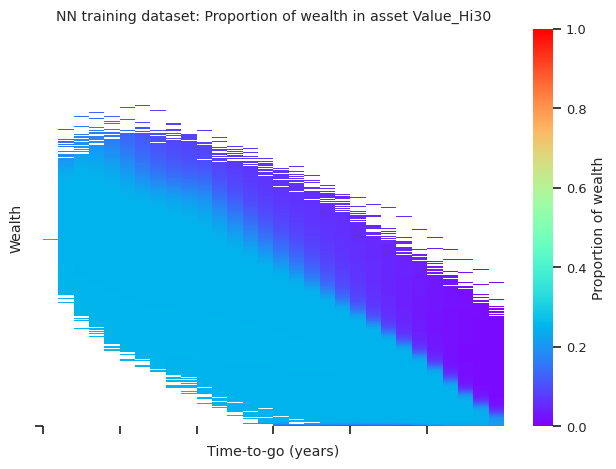 NN training dataset: Proportion of wealth in asset Value_Hi30
Wealth
Time-to-go (years)
1.0
0.8
0.6
0.4
0.2
0.0
Proportion of wealth